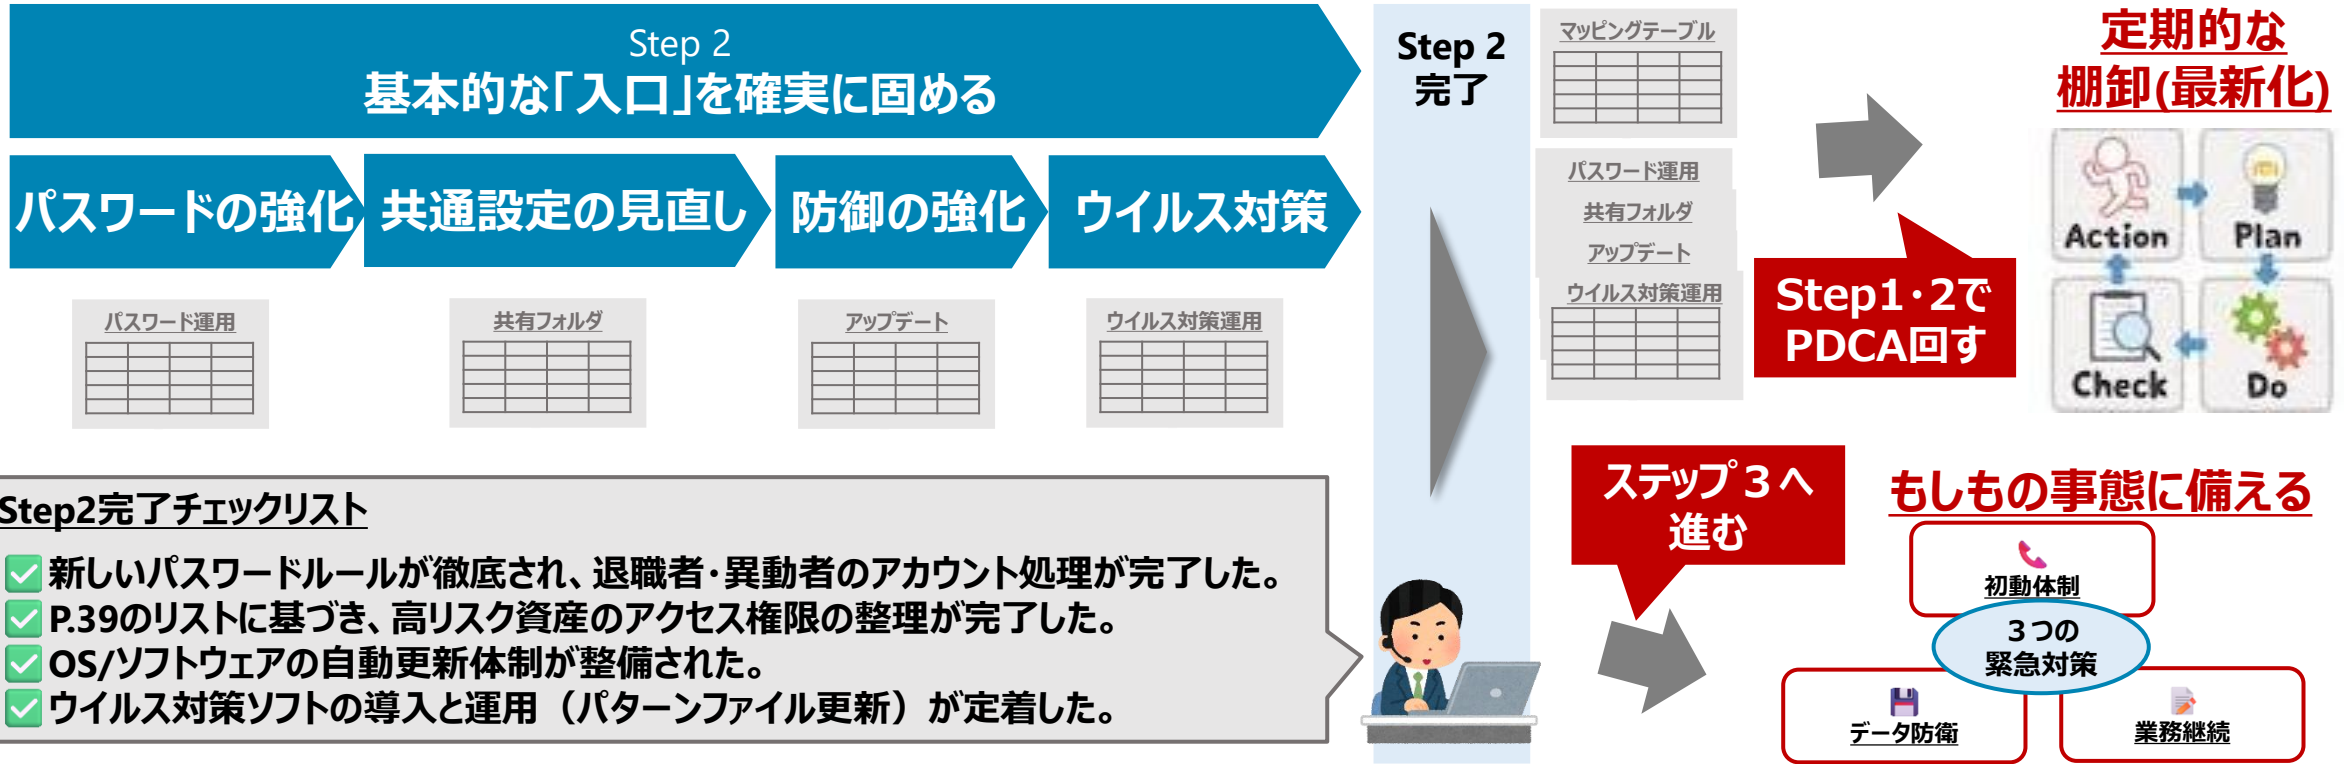 Step 2
基本的な「入口」を確実に固める
パスワードの強化
共通設定の見直し
防御の強化
ウイルス対策
パスワード運用
共有フォルダ
アップデート
ウイルス対策運用
Step2完了チェックリスト
新しいパスワードルールが徹底され、退職者・異動者のアカウント処理が完了した。
P.39のリストに基づき、高リスク資産のアクセス権限の整理が完了した。
OS/ソフトウェアの自動更新体制が整備された。
ウイルス対策ソフトの導入と運用（パターンファイル更新）が定着した。
Step 2
完了
マッピングテーブル
パスワード運用
共有フォルダ
アップデート
ウイルス対策運用
Step1・2で
PDCA回す
定期的な
棚卸(最新化)
Action
Plan
Check
Do
ステップ３へ
進む
もしもの事態に備える
初動体制
３つの
緊急対策
データ防衛
業務継続